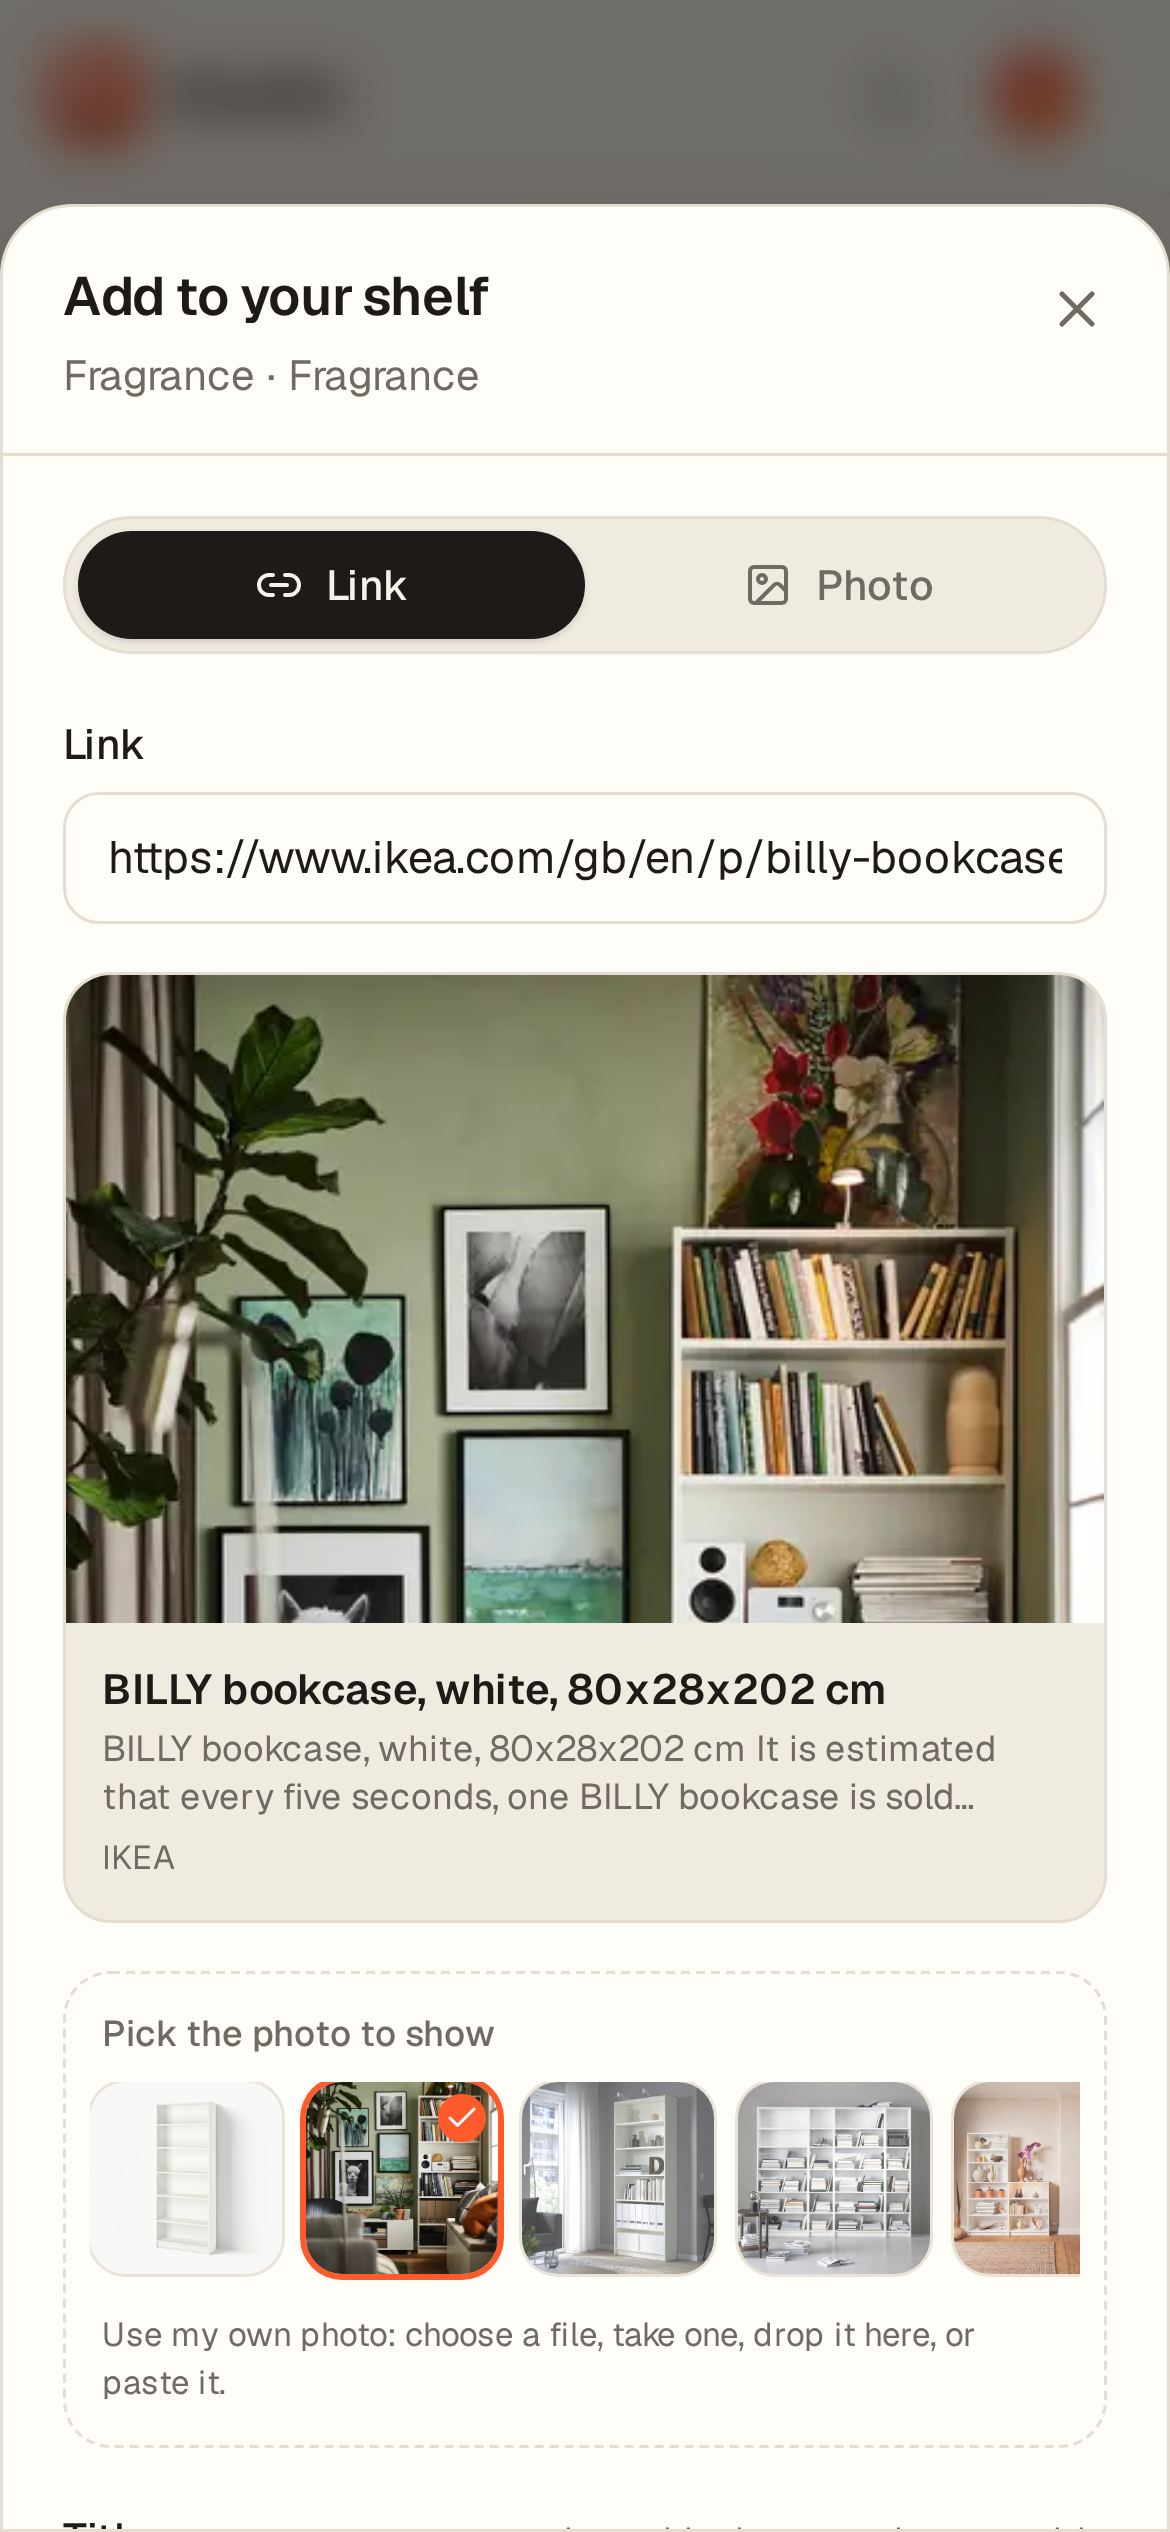 Add to your shelf
Fragrance · Fragrance
Link
Photo
Link
https://www.ikea.com/gb/en/p/billy-bookcase
BILLY bookcase, white, 80x28x202 cm
BILLY bookcase, white, 80x28x202 cm It is estimated
that every five seconds, one BILLY bookcase is sold…
IKEA
Pick the photo to show
Use my own photo: choose a file, take one, drop it here, or
paste it.